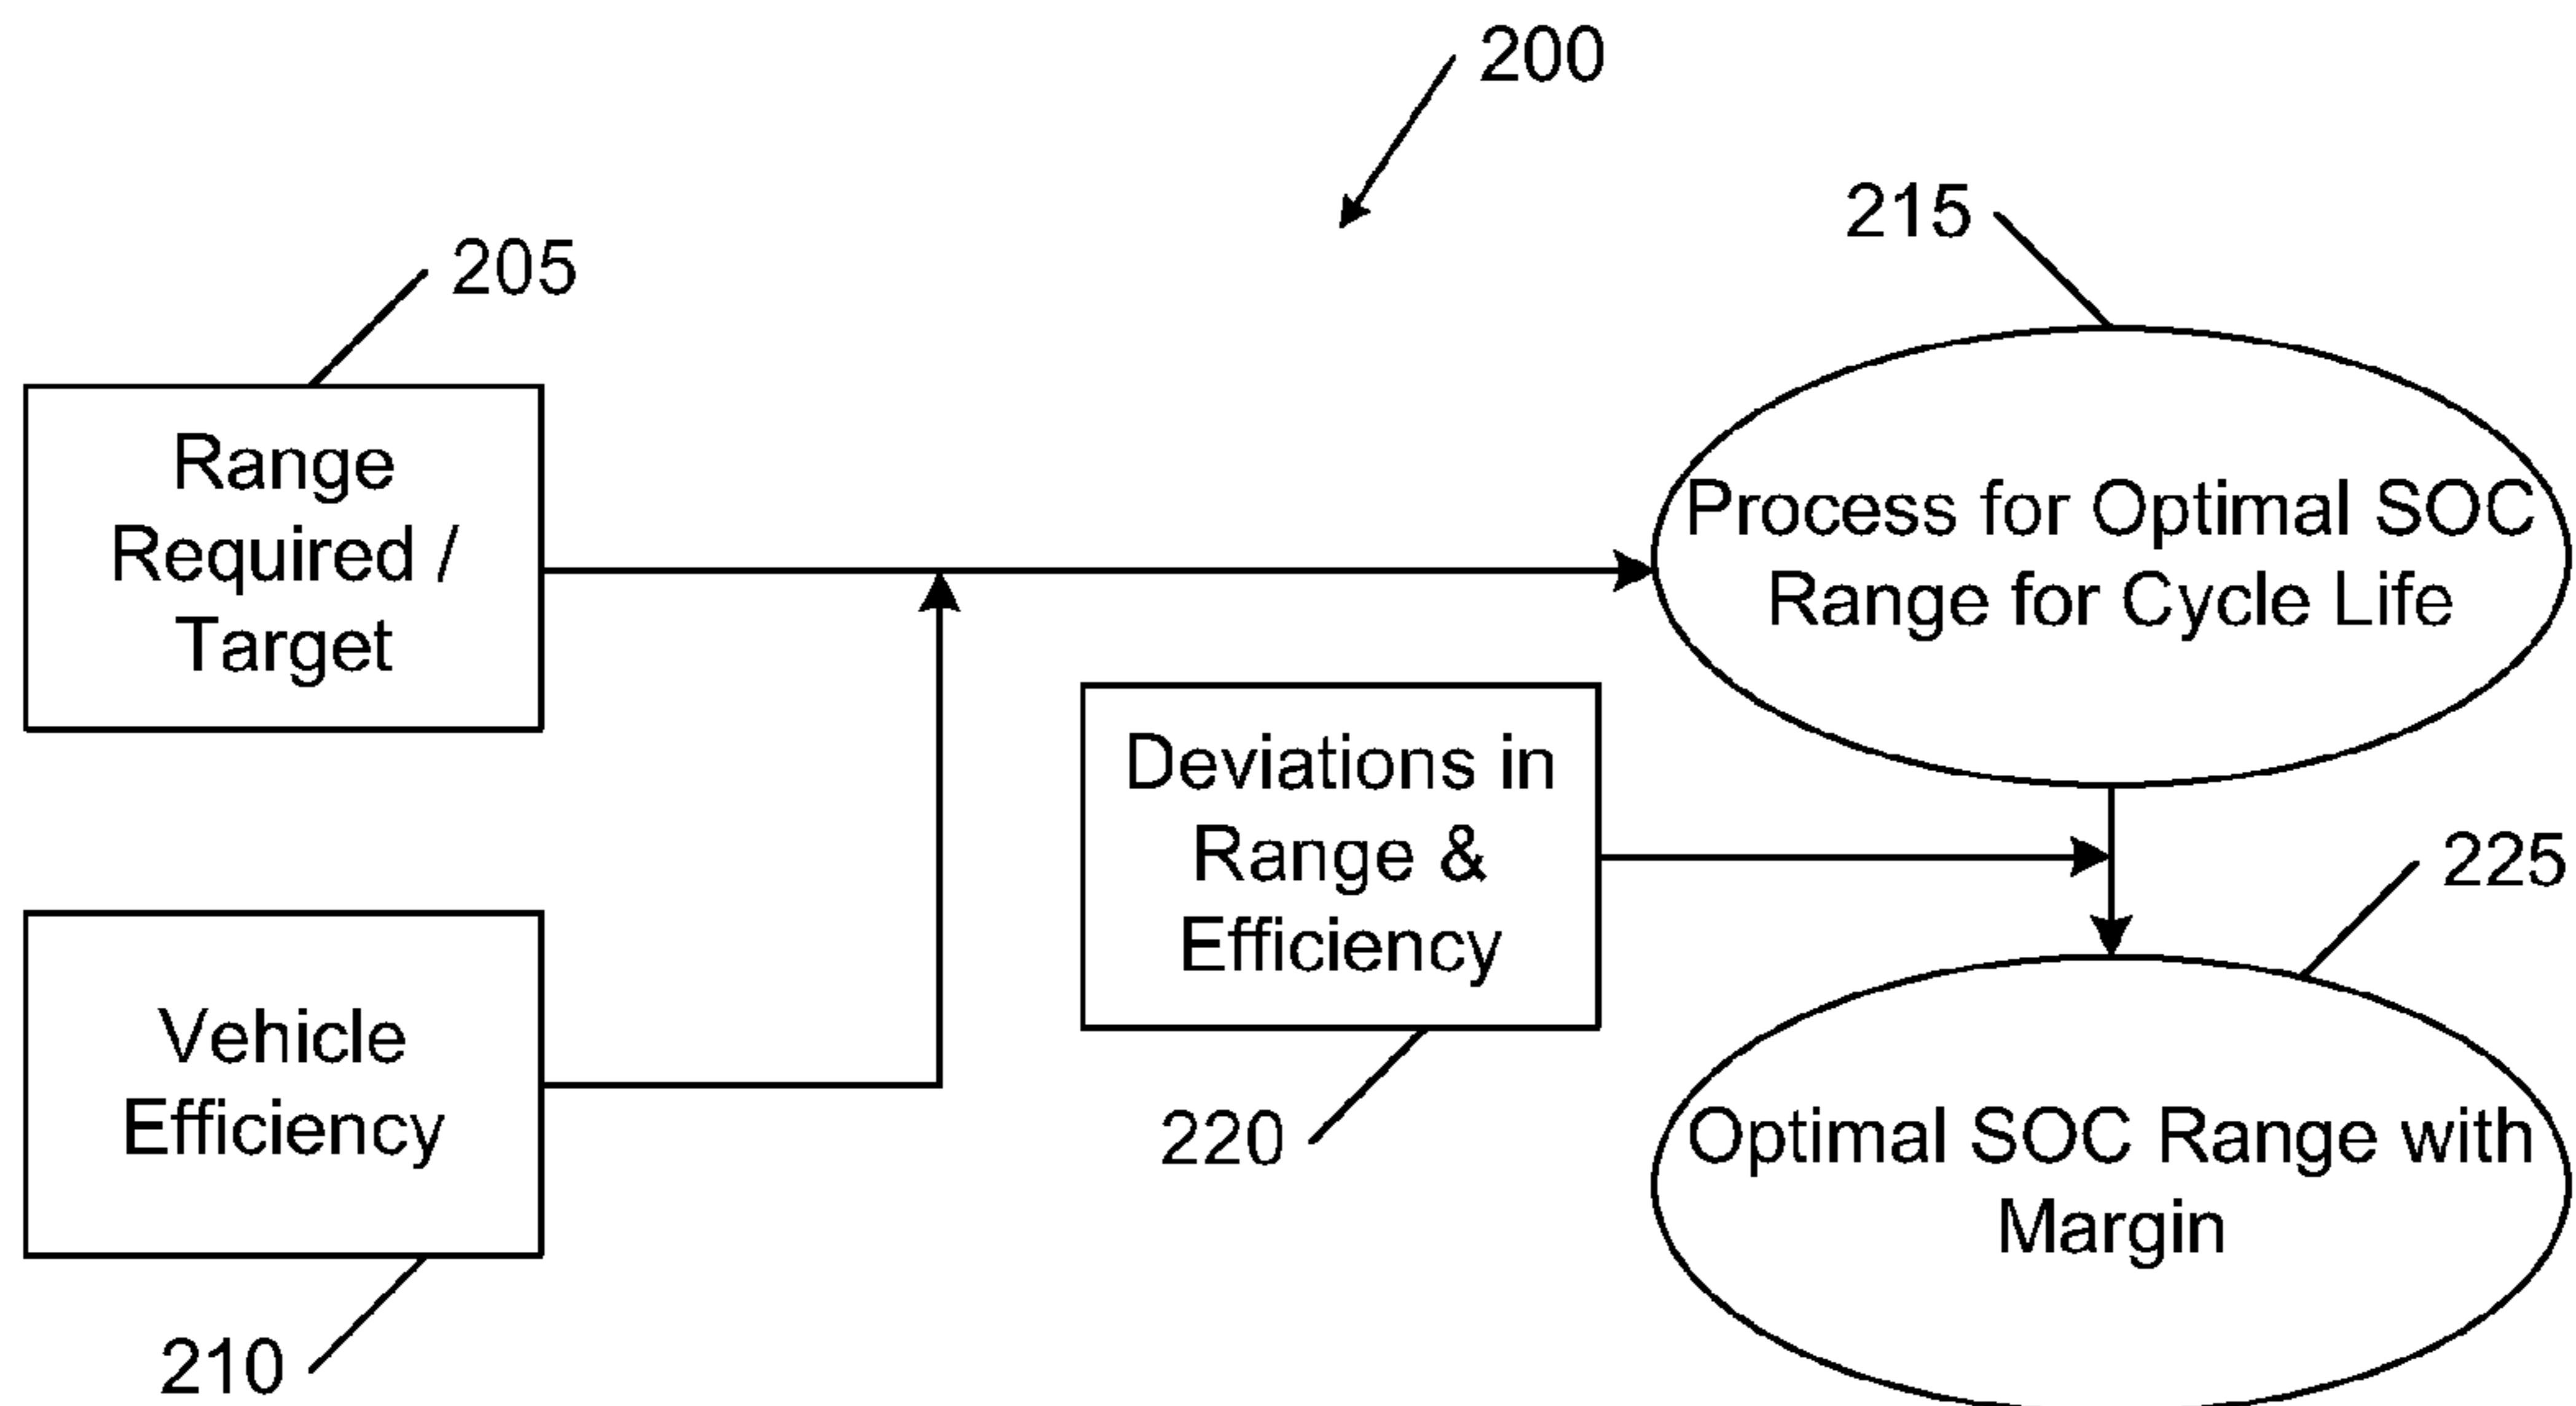 200
215
205
Range
Required /
Target
Process for Optimal SOC
Range for Cycle Life
Deviations in
Range &
Efficiency
225
Vehicle
Efficiency
220
Optimal SOC Range with
Margin
210